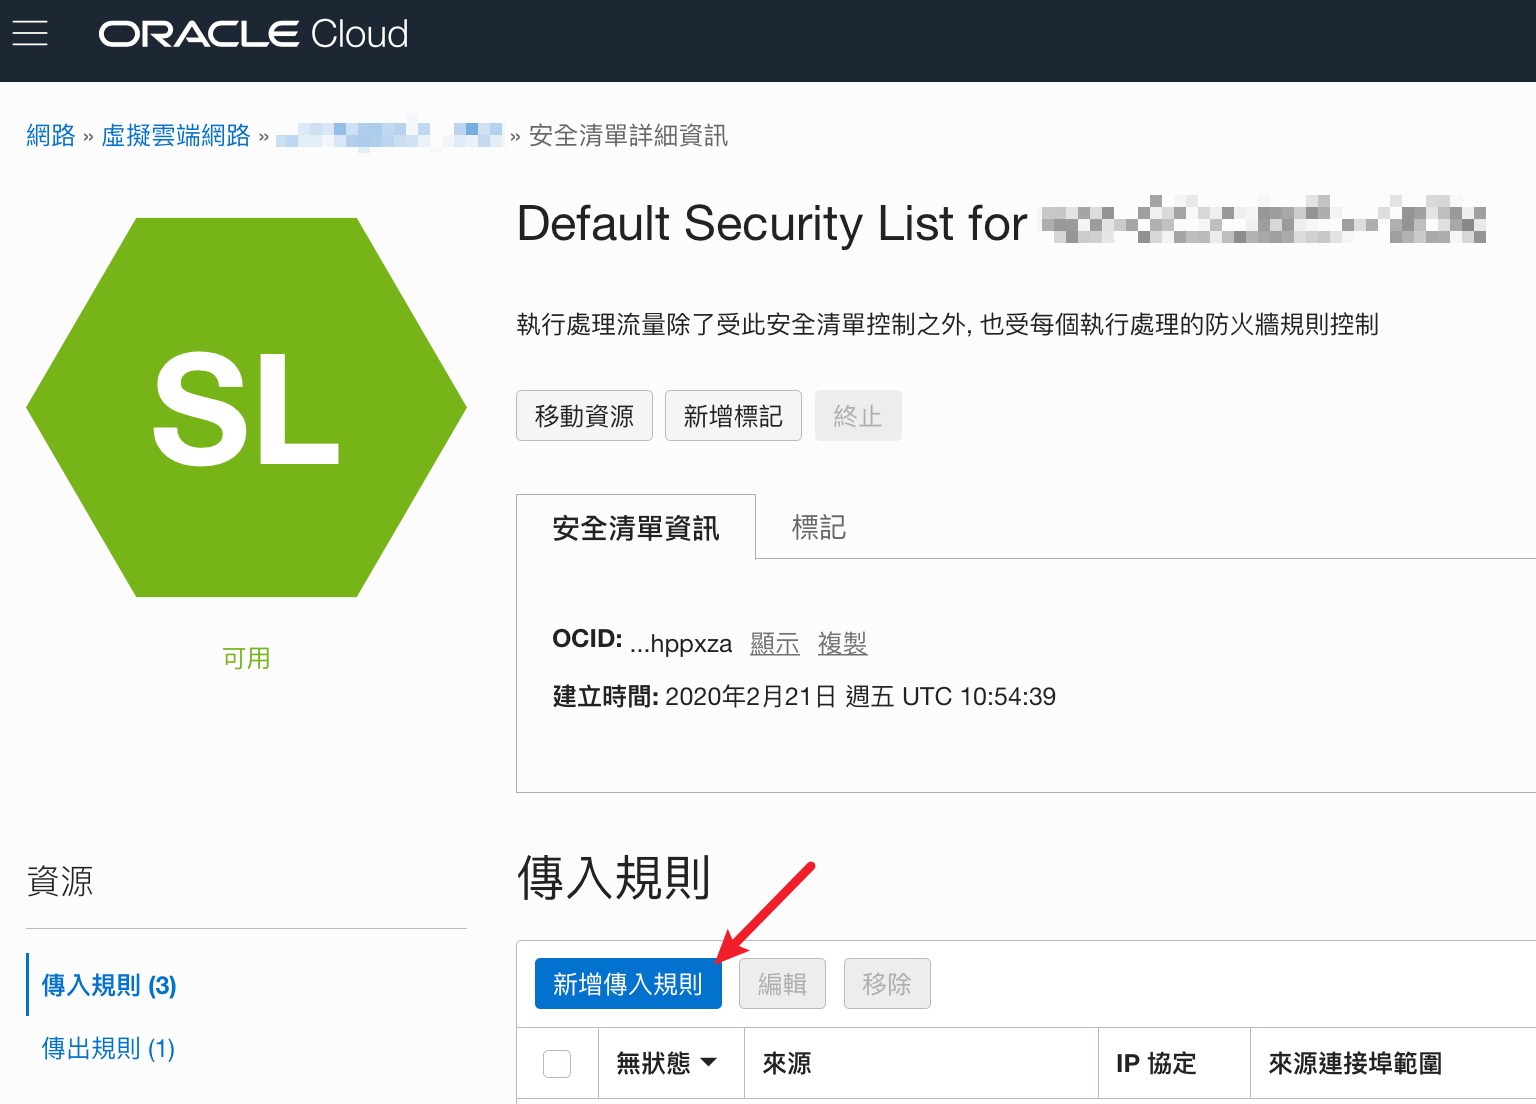 ORACLE Cloud
網路 » 虛擬雲端網路 » » 安全清單詳細資訊
SL
可用
Default Security List for
執行處理流量除了受此安全清單控制之外, 也受每個執行處理的防火牆規則控制
移動資源 新增標記 終止
安全清單資訊 標記
OCID: ...hppxza 顯示 複製
建立時間: 2020年2月21日 週五 UTC 10:54:39
資源
傳入規則 (3)
傳出規則 (1)
傳入規則
新增傳入規則 編輯 移除
無狀態 來源 IP 協定 來源連接埠範圍